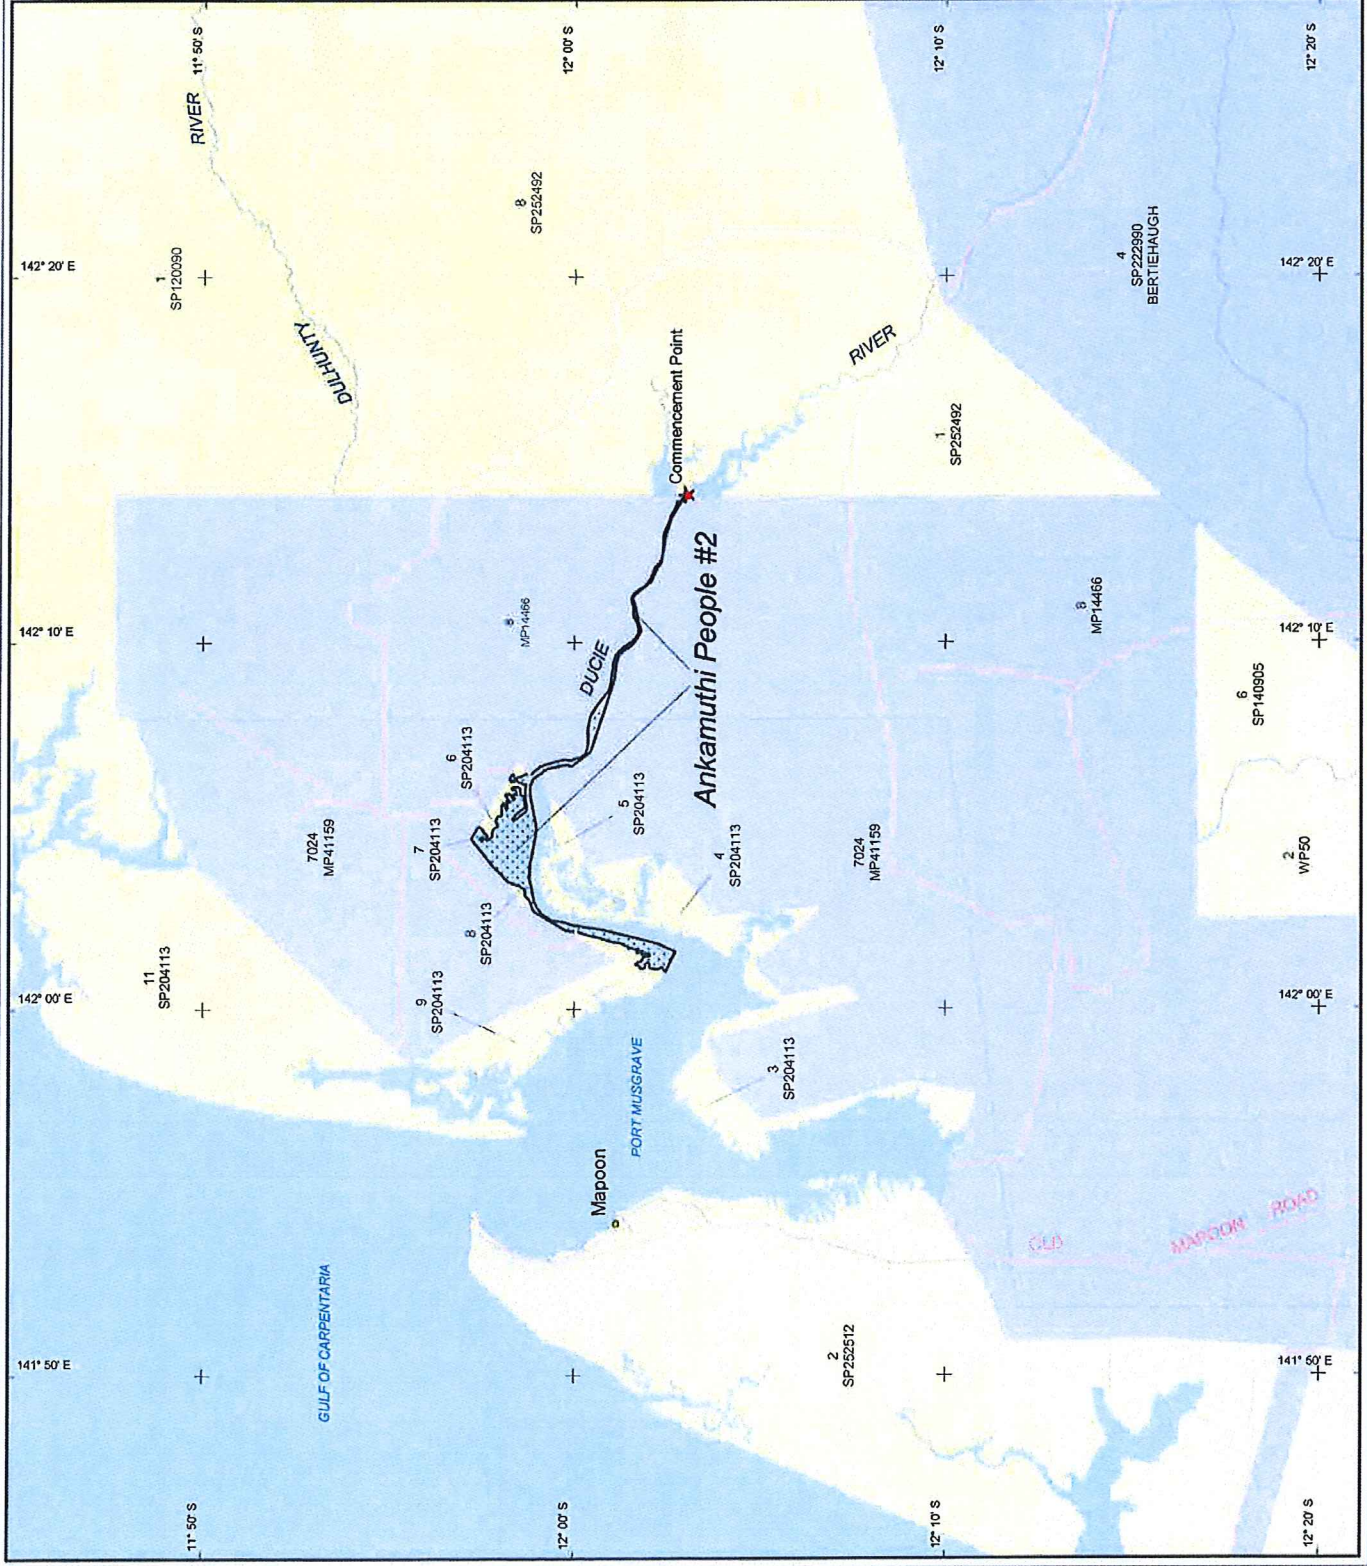 11° 50' S
12° 00' S
12° 10' S
12° 20' S
RIVER
8
SP252492
142° 20' E
1
SP120090
4
SP222990
BERTIEHAUGH
142° 20' E
DULHUNTY
RIVER
Commencement Point
1
SP252492
Ankamuthi People #2
142° 10' E
8
MP14466
DUCIE
8
MP14466
142° 10' E
6
SP140905
6
SP204113
5
SP204113
7024
MP41159
7
SP204113
4
SP204113
7024
MP41159
2
WP50
8
SP204113
11
SP204113
9
SP204113
142° 00' E
142° 00' E
3
SP204113
PORT MUSGRAVE
Mapoon
OLD
MAPOON ROAD
GULF OF CARPENTARIA
2
SP252512
141° 50' E
141° 50' E
11° 50' S
12° 00' S
12° 10' S
12° 20' S